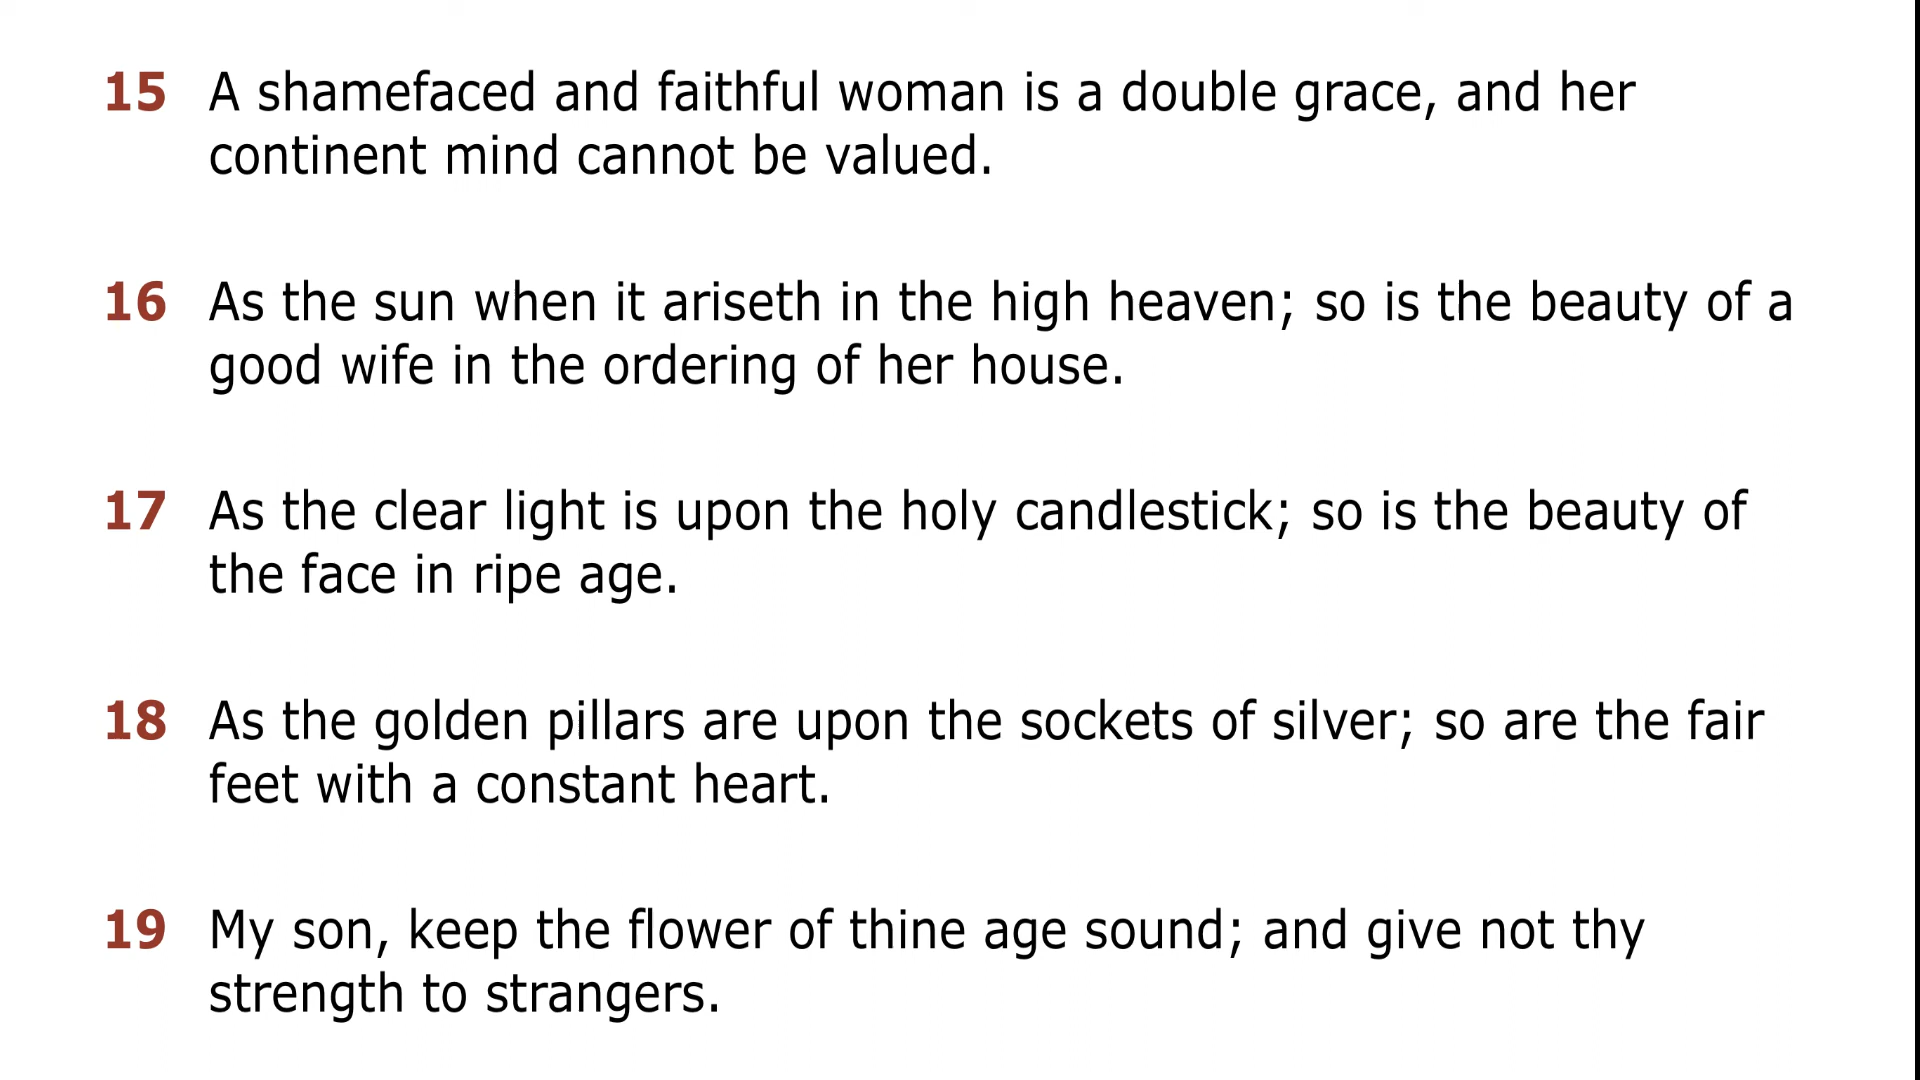 15 A shamefaced and faithful woman is a double grace, and her
continent mind cannot be valued.
16 As the sun when it ariseth in the high heaven; so is the beauty of a
good wife in the ordering of her house.
17 As the clear light is upon the holy candlestick; so is the beauty of
the face in ripe age.
18 As the golden pillars are upon the sockets of silver; so are the fair
feet with a constant heart.
19 My son, keep the flower of thine age sound; and give not thy
strength to strangers.